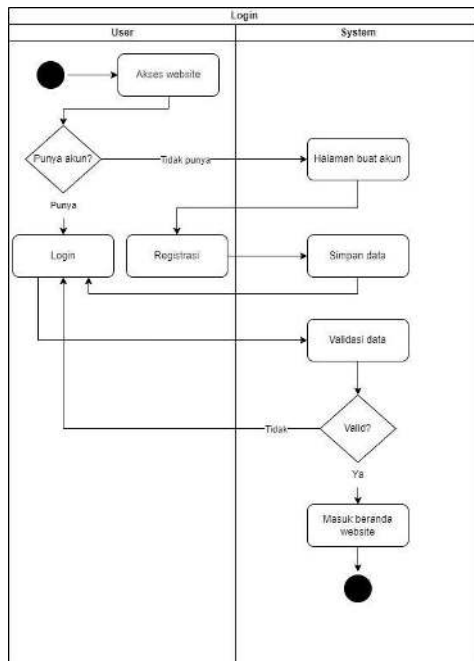 Login
User
System
Akses website
Punya akun?
Tidak punya
Halaman buat akun
Punya
Login
Registrasi
Simpan data
Validasi data
Tidak
Valid?
Ya
Masuk beranda
website